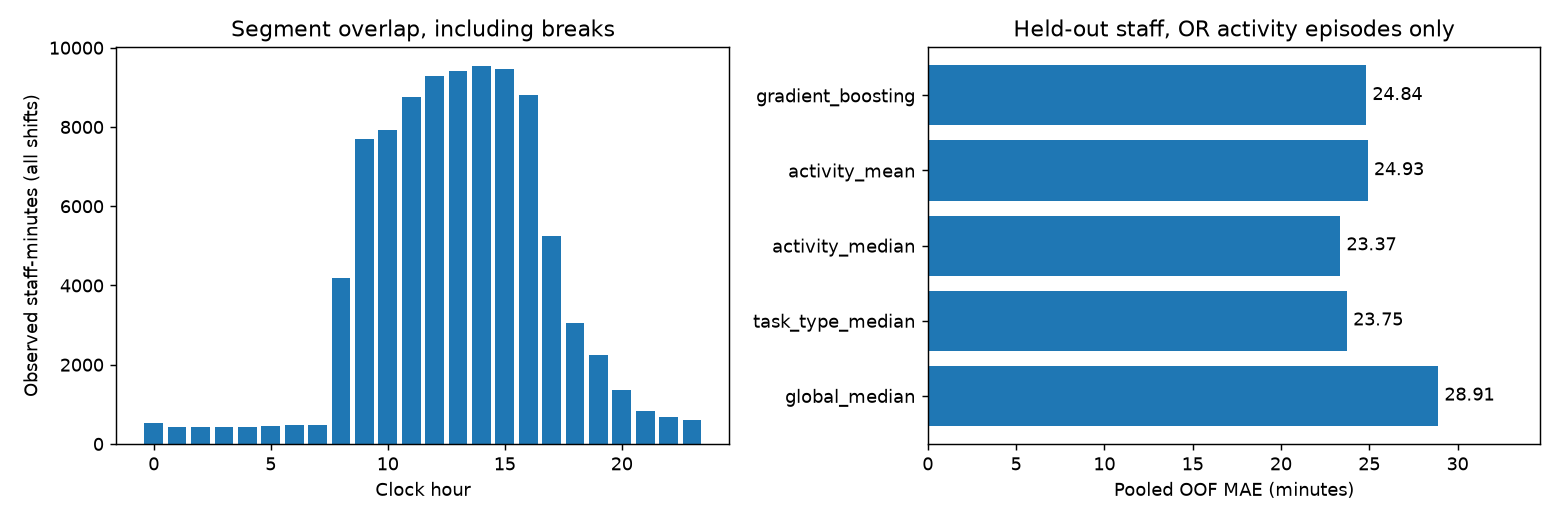 Segment overlap, including breaks
Observed staff-minutes (all shifts)
10000
8000
6000
4000
2000
0
0 5 10 15 20
Clock hour
Held-out staff, OR activity episodes only
gradient_boosting 24.84
activity_mean 24.93
activity_median 23.37
task_type_median 23.75
global_median 28.91
0 5 10 15 20 25 30
Pooled OOF MAE (minutes)